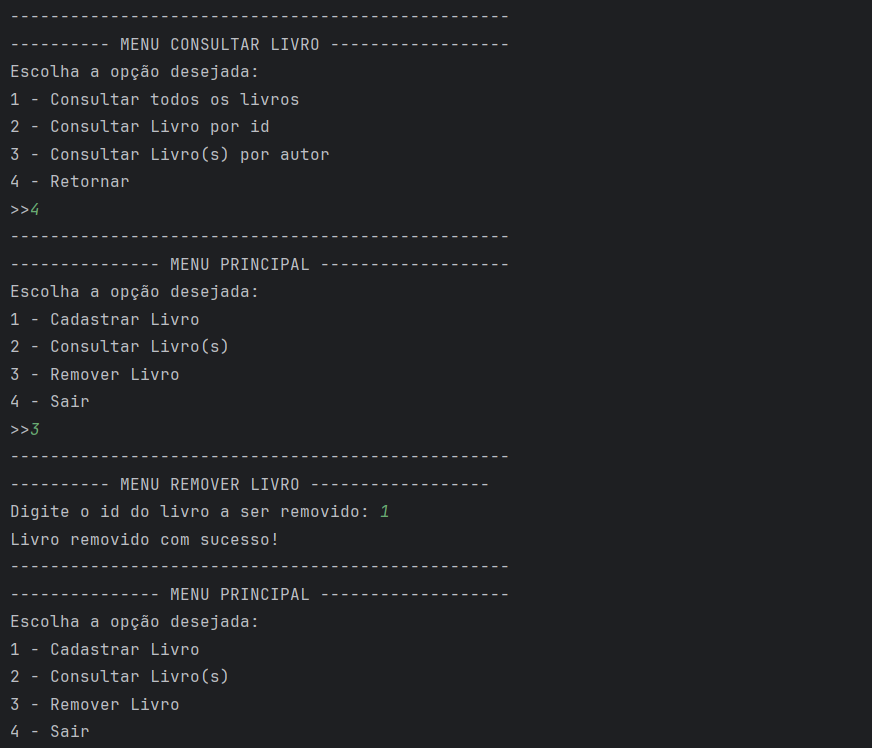 --------------------------------------------------
---------- MENU CONSULTAR LIVRO ------------------
Escolha a opção desejada:
1 - Consultar todos os livros
2 - Consultar Livro por id
3 - Consultar Livro(s) por autor
4 - Retornar
>>4
--------------------------------------------------
--------------- MENU PRINCIPAL -------------------
Escolha a opção desejada:
1 - Cadastrar Livro
2 - Consultar Livro(s)
3 - Remover Livro
4 - Sair
>>3
--------------------------------------------------
---------- MENU REMOVER LIVRO ------------------
Digite o id do livro a ser removido: 1
Livro removido com sucesso!
--------------------------------------------------
--------------- MENU PRINCIPAL -------------------
Escolha a opção desejada:
1 - Cadastrar Livro
2 - Consultar Livro(s)
3 - Remover Livro
4 - Sair